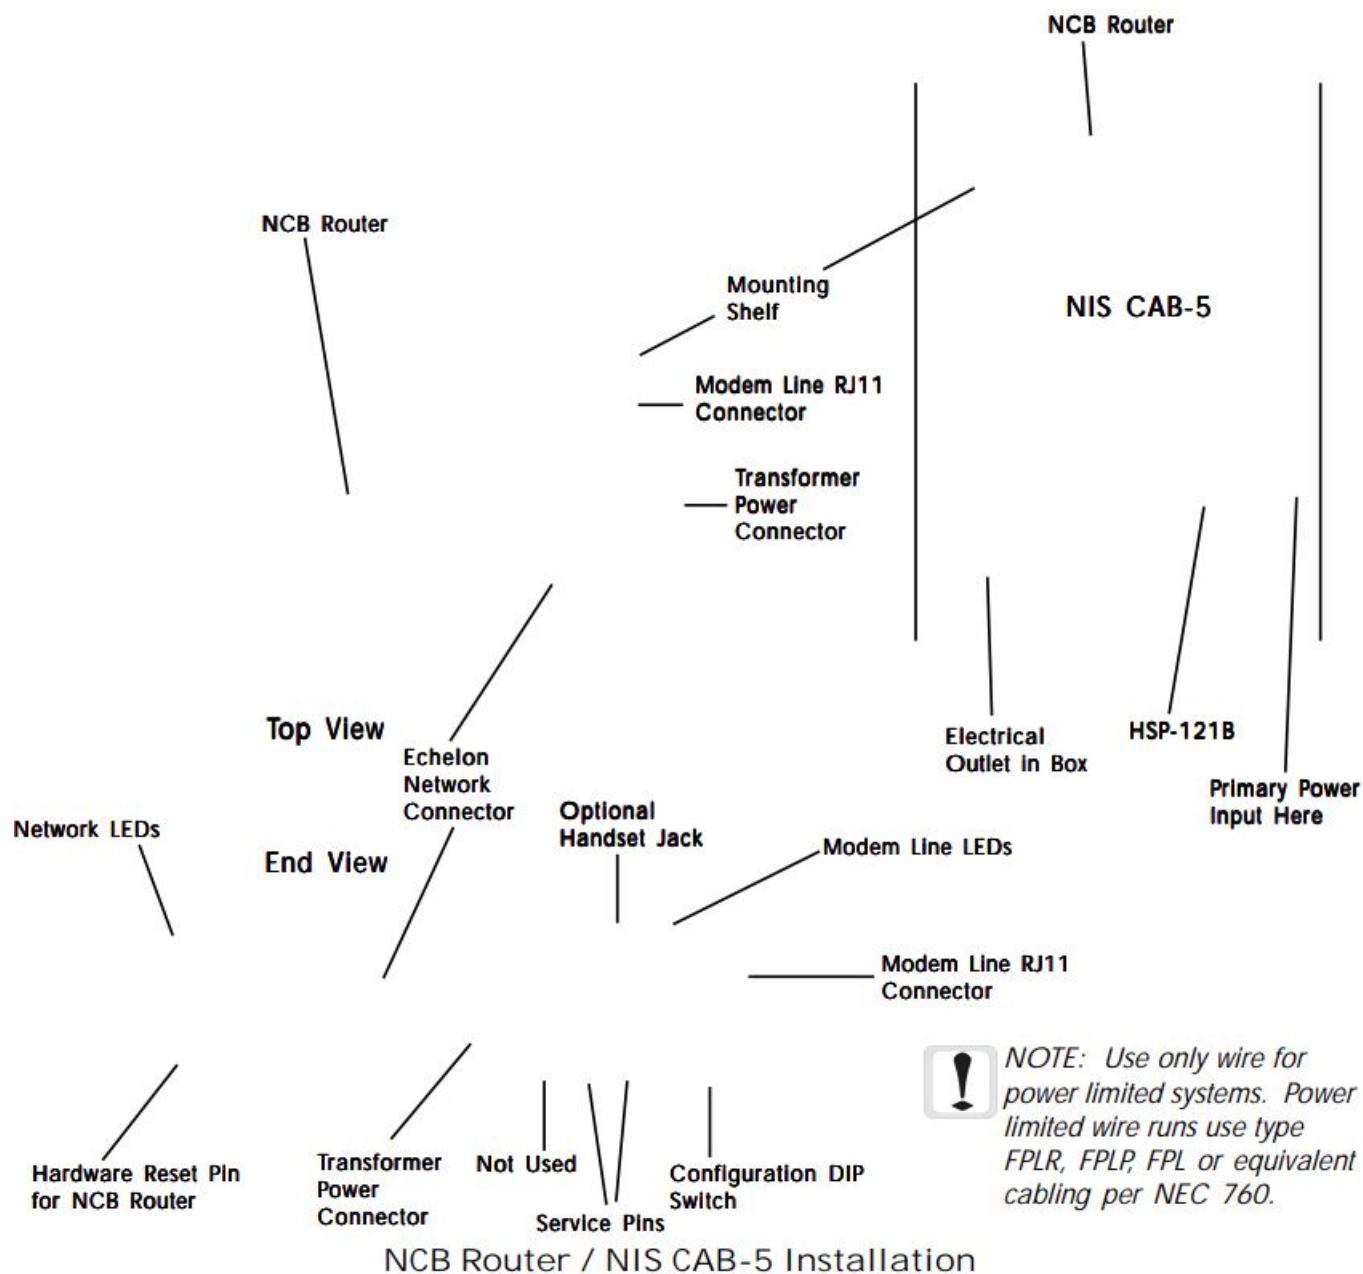 NCB Router
NCB Router
Mounting
Shelf
NIS CAB-5
Modem Line RJ11
Connector
Transformer
Power
Connector
Top View
Echelon
Network
Connector
Electrical
Outlet in Box
HSP-121B
Primary Power
Input Here
Network LEDs
End View
Optional
Handset Jack
Modem Line LEDs
Modem Line RJ11
Connector
NOTE: Use only wire for
power limited systems. Power
limited wire runs use type
FPLR, FPLP, FPL or equivalent
cabling per NEC 760.
Hardware Reset Pin
for NCB Router
Transformer
Power
Connector
Not Used
Service Pins
Configuration DIP
Switch
NCB Router / NIS CAB-5 Installation